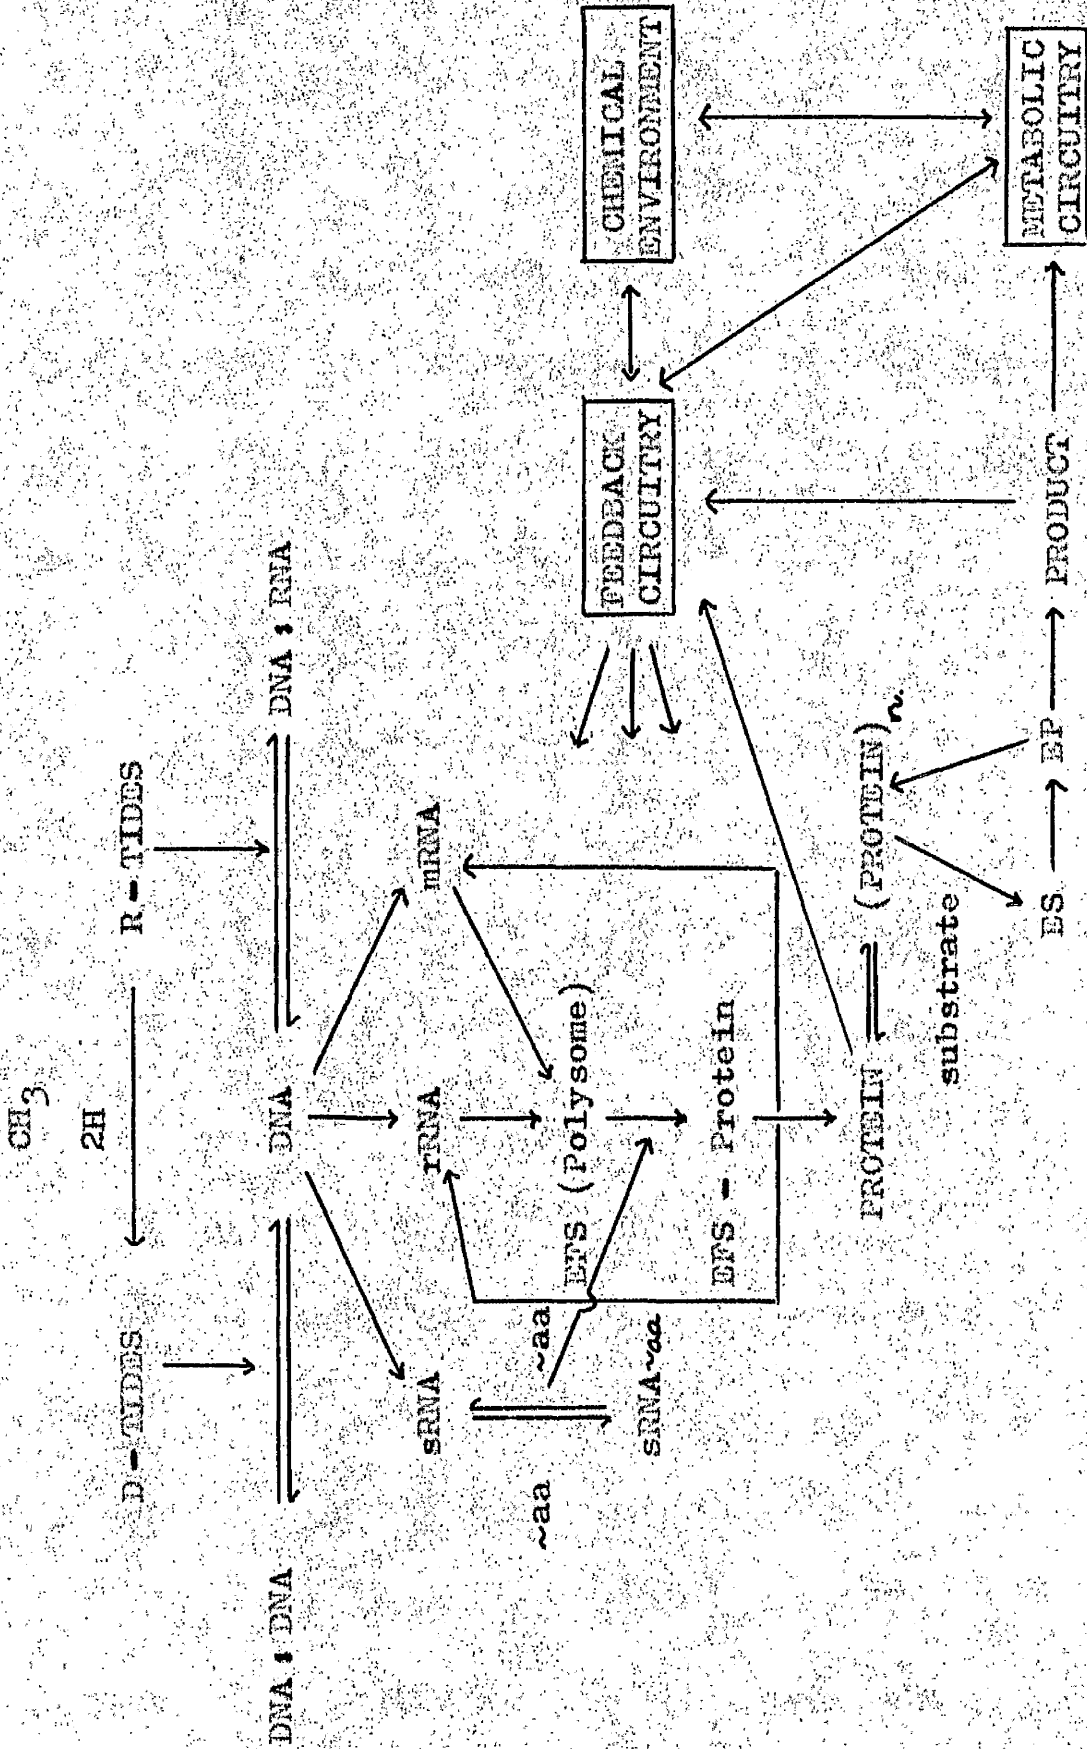 CH3
2H
D-TIDES
R-TIDES
DNA : DNA
DNA
DNA : RNA
sRNA
rRNA
mRNA
~aa
~aa
EFS (Polysome)
sRNA~aa
EFS - Protein
PROTEIN
(PROTEIN)n
substrate
ES
EP
PRODUCT
FEEDBACK
CIRCUITRY
CHEMICAL
ENVIRONMENT
METABOLIC
CIRCUITRY